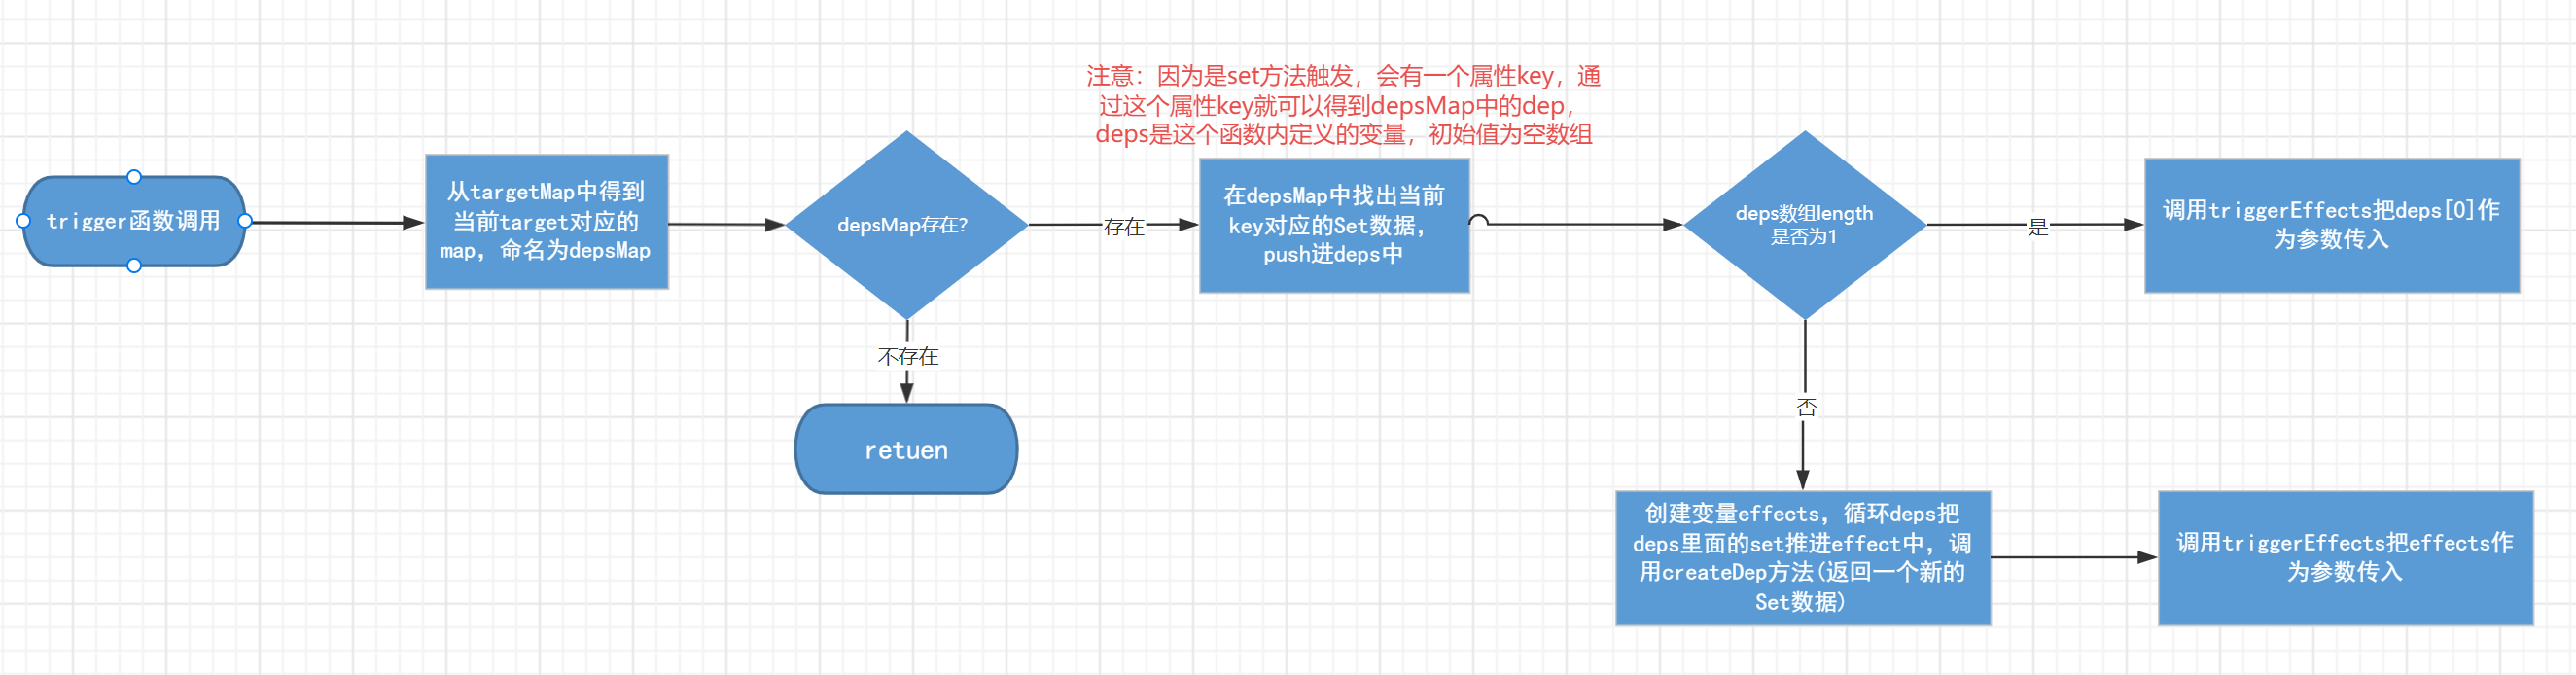 注意：因为是set方法触发，会有一个属性key，通
过这个属性key就可以得到depsMap中的dep，
deps是这个函数内定义的变量，初始值为空数组
trigger函数调用
从targetMap中得到
当前target对应的
map，命名为depsMap
depsMap存在?
存在
在depsMap中找出当前
key对应的Set数据，
push进deps中
deps数组length
是否为1
是
调用triggerEffects把deps[0]作
为参数传入
不存在
retuen
否
创建变量effects，循环deps把
deps里面的set推进effect中，调
用createDep方法(返回一个新的
Set数据)
调用triggerEffects把effects作
为参数传入